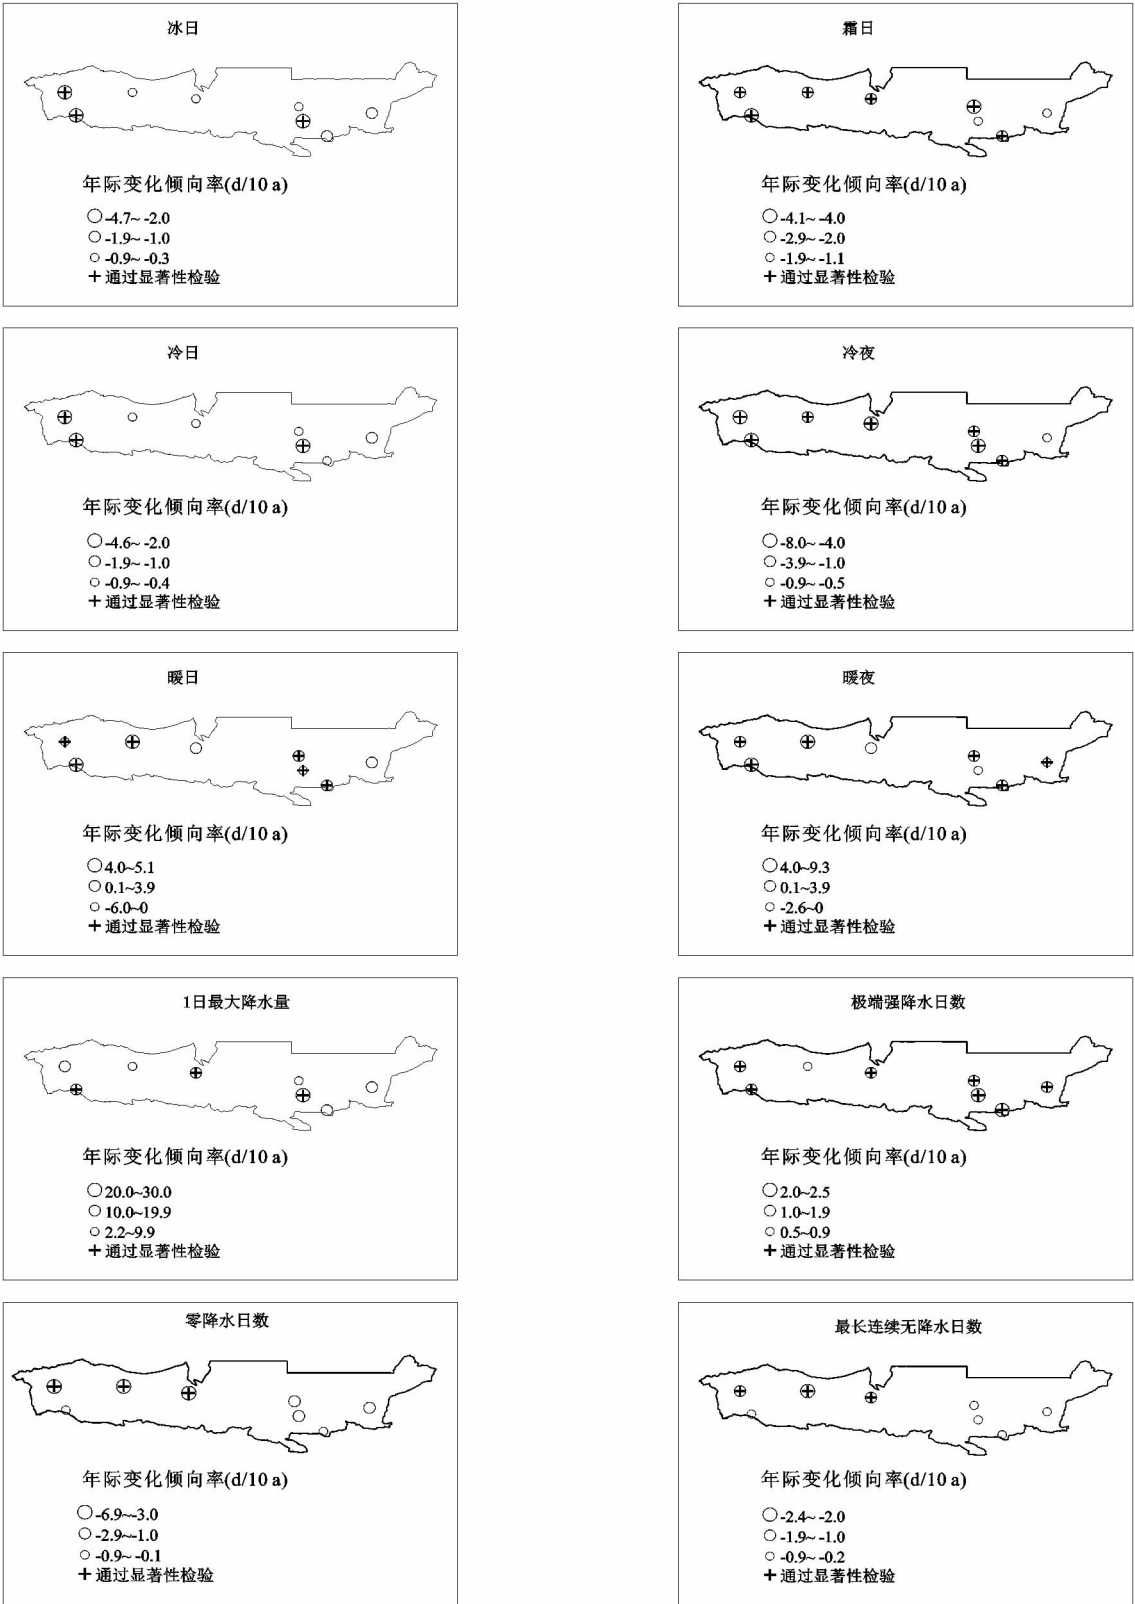 冰日
年际变化倾向率(d/10 a)
-4.7~ -2.0
-1.9~ -1.0
-0.9~ -0.3
+通过显著性检验
霜日
年际变化倾向率(d/10 a)
-4.1~ -4.0
-2.9~ -2.0
-1.9~ -1.1
+通过显著性检验
冷日
年际变化倾向率(d/10 a)
-4.6~ -2.0
-1.9~ -1.0
-0.9~ -0.4
+通过显著性检验
冷夜
年际变化倾向率(d/10 a)
-8.0~ -4.0
-3.9~ -1.0
-0.9~ -0.5
+通过显著性检验
暖日
年际变化倾向率(d/10 a)
4.0~5.1
0.1~3.9
-6.0~0
+通过显著性检验
暖夜
年际变化倾向率(d/10 a)
4.0~9.3
0.1~3.9
-2.6~0
+通过显著性检验
1日最大降水量
年际变化倾向率(d/10 a)
20.0~30.0
10.0~19.9
2.2~9.9
+通过显著性检验
极端强降水日数
年际变化倾向率(d/10 a)
2.0~2.5
1.0~1.9
0.5~0.9
+通过显著性检验
零降水日数
年际变化倾向率(d/10 a)
-6.9~-3.0
-2.9~-1.0
-0.9~ -0.1
+通过显著性检验
最长连续无降水日数
年际变化倾向率(d/10 a)
-2.4~ -2.0
-1.9~ -1.0
-0.9~ -0.2
+通过显著性检验